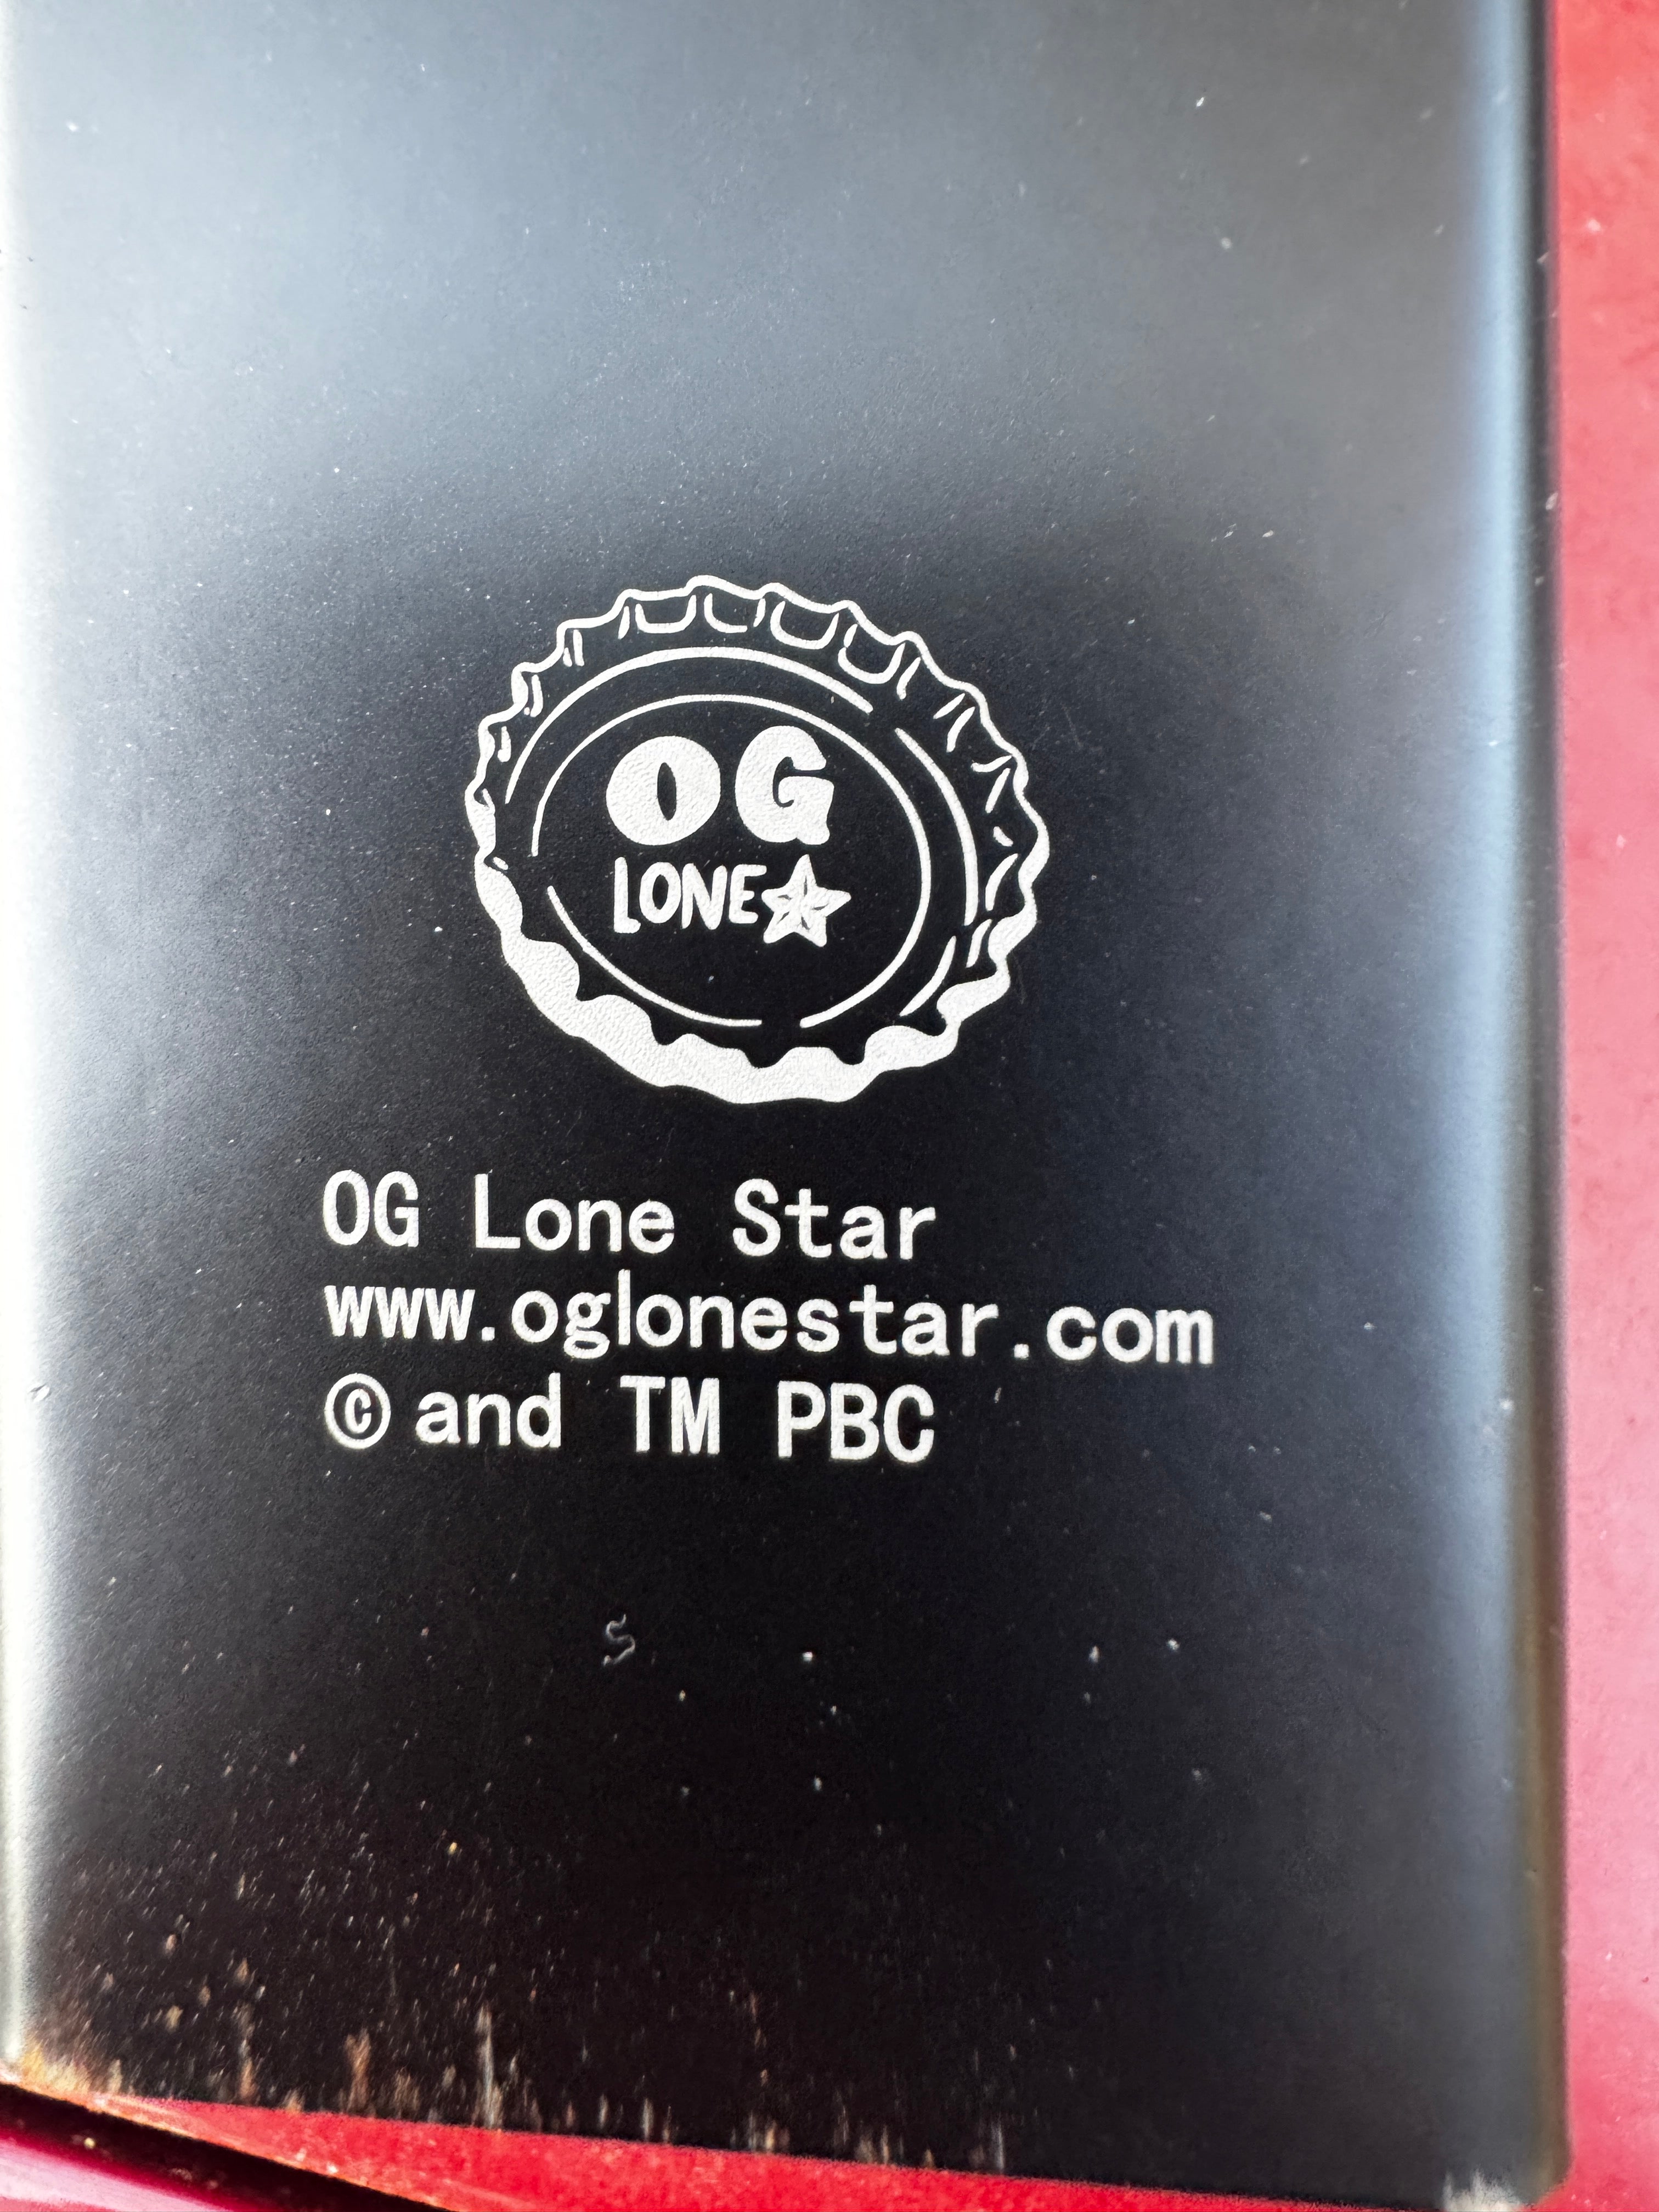 OG
LONE
OG Lone Star
www.oglonestar.com
© and TM PBC